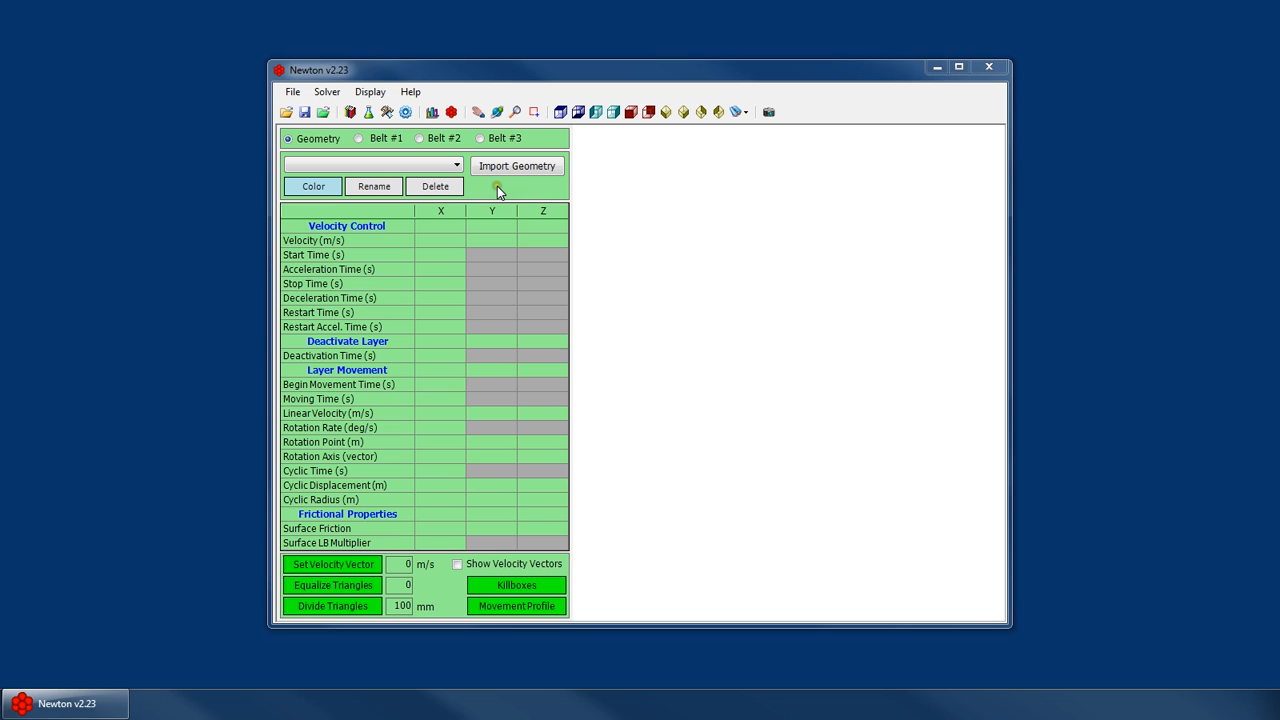 Newton v2.23
File Solver Display Help
Geometry Belt #1 Belt #2 Belt #3
Import Geometry
Color Rename Delete
X Y Z
Velocity Control
Velocity (m/s)
Start Time (s)
Acceleration Time (s)
Stop Time (s)
Deceleration Time (s)
Restart Time (s)
Restart Accel. Time (s)
Deactivate Layer
Deactivation Time (s)
Layer Movement
Begin Movement Time (s)
Moving Time (s)
Linear Velocity (m/s)
Rotation Rate (deg/s)
Rotation Point (m)
Rotation Axis (vector)
Cyclic Time (s)
Cyclic Displacement (m)
Cyclic Radius (m)
Frictional Properties
Surface Friction
Surface LB Multiplier
Set Velocity Vector 0 m/s Show Velocity Vectors
Equalize Triangles 0 Killboxes
Divide Triangles 100 mm Movement Profile
Newton v2.23